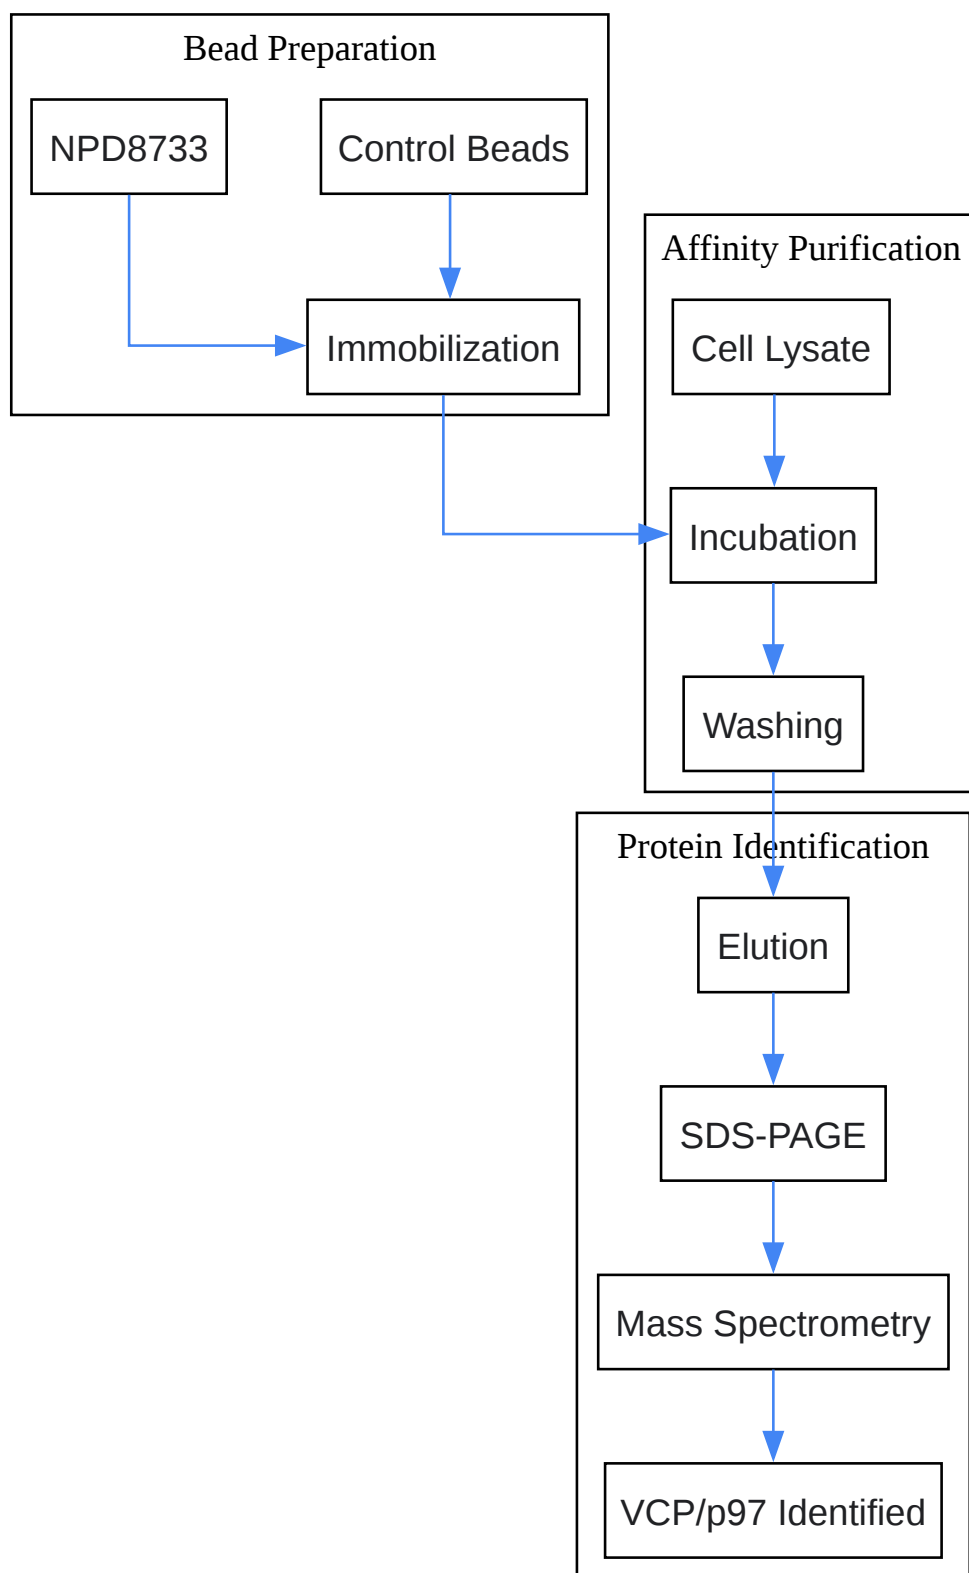 Bead Preparation
NPD8733
Control Beads
Immobilization
Affinity Purification
Cell Lysate
Incubation
Washing
Protein Identification
Elution
SDS-PAGE
Mass Spectrometry
VCP/p97 Identified